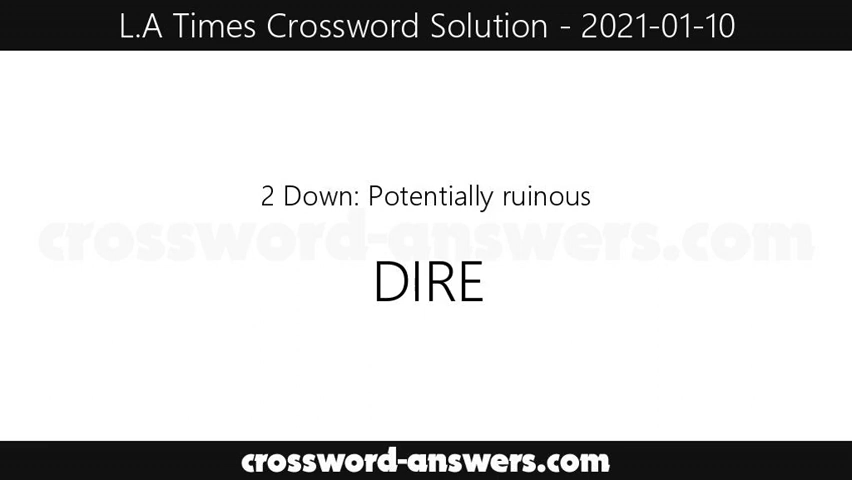 L.A Times Crossword Solution - 2021-01-10
2 Down: Potentially ruinous
crossword-answers.com
DIRE
crossword-answers.com